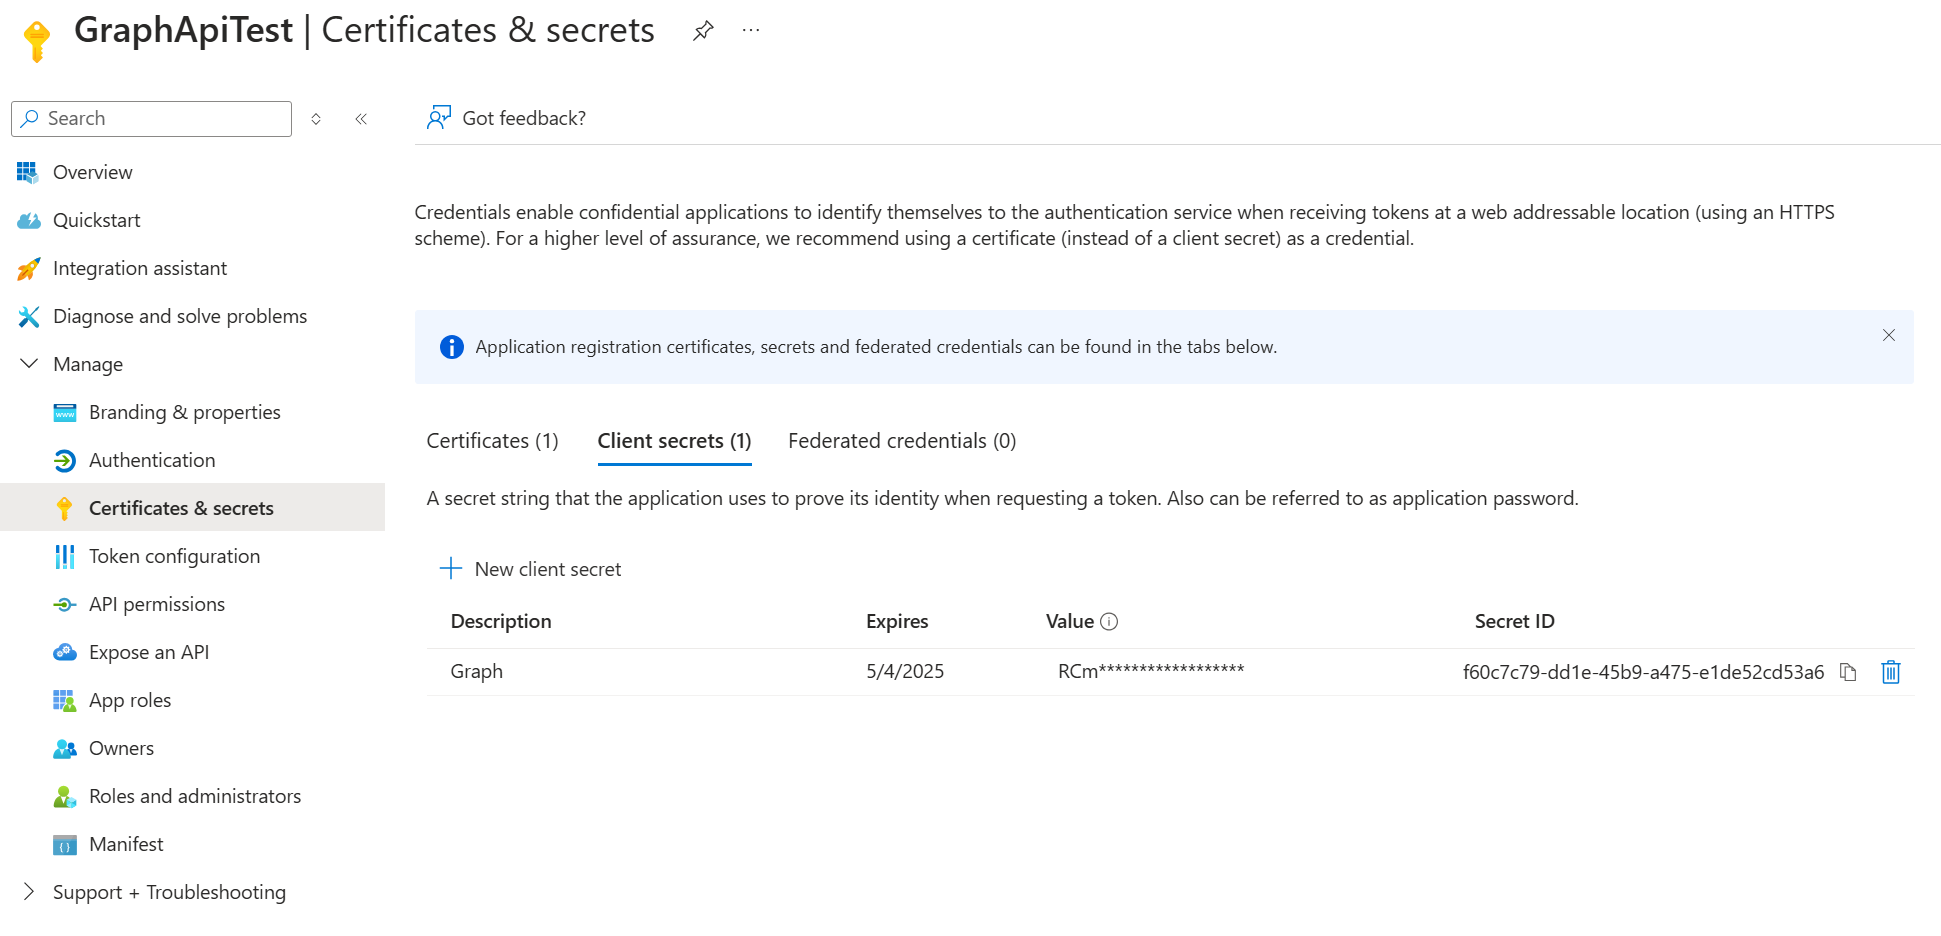 GraphApiTest | Certificates & secrets
Search
Got feedback?
Overview
Quickstart
Integration assistant
Diagnose and solve problems
Manage
Branding & properties
Authentication
Certificates & secrets
Token configuration
API permissions
Expose an API
App roles
Owners
Roles and administrators
Manifest
Support + Troubleshooting
Credentials enable confidential applications to identify themselves to the authentication service when receiving tokens at a web addressable location (using an HTTPS
scheme). For a higher level of assurance, we recommend using a certificate (instead of a client secret) as a credential.
Application registration certificates, secrets and federated credentials can be found in the tabs below.
Certificates (1) Client secrets (1) Federated credentials (0)
A secret string that the application uses to prove its identity when requesting a token. Also can be referred to as application password.
New client secret
Description Expires Value Secret ID
Graph 5/4/2025 RCm****************** f60c7c79-dd1e-45b9-a475-e1de52cd53a6